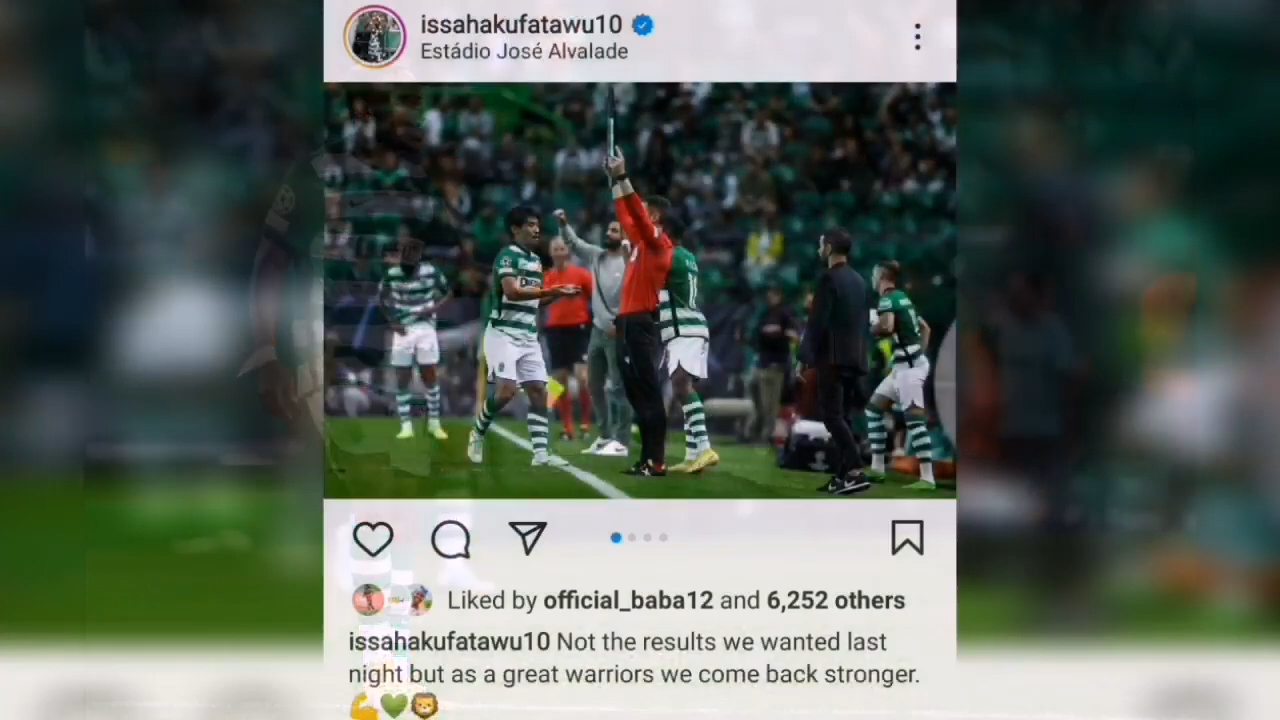 issahakufatawu10
Estádio José Alvalade
Liked by official_baba12 and 6,252 others
issahakufatawu10 Not the results we wanted last
night but as a great warriors we come back stronger.
💪💚🦁